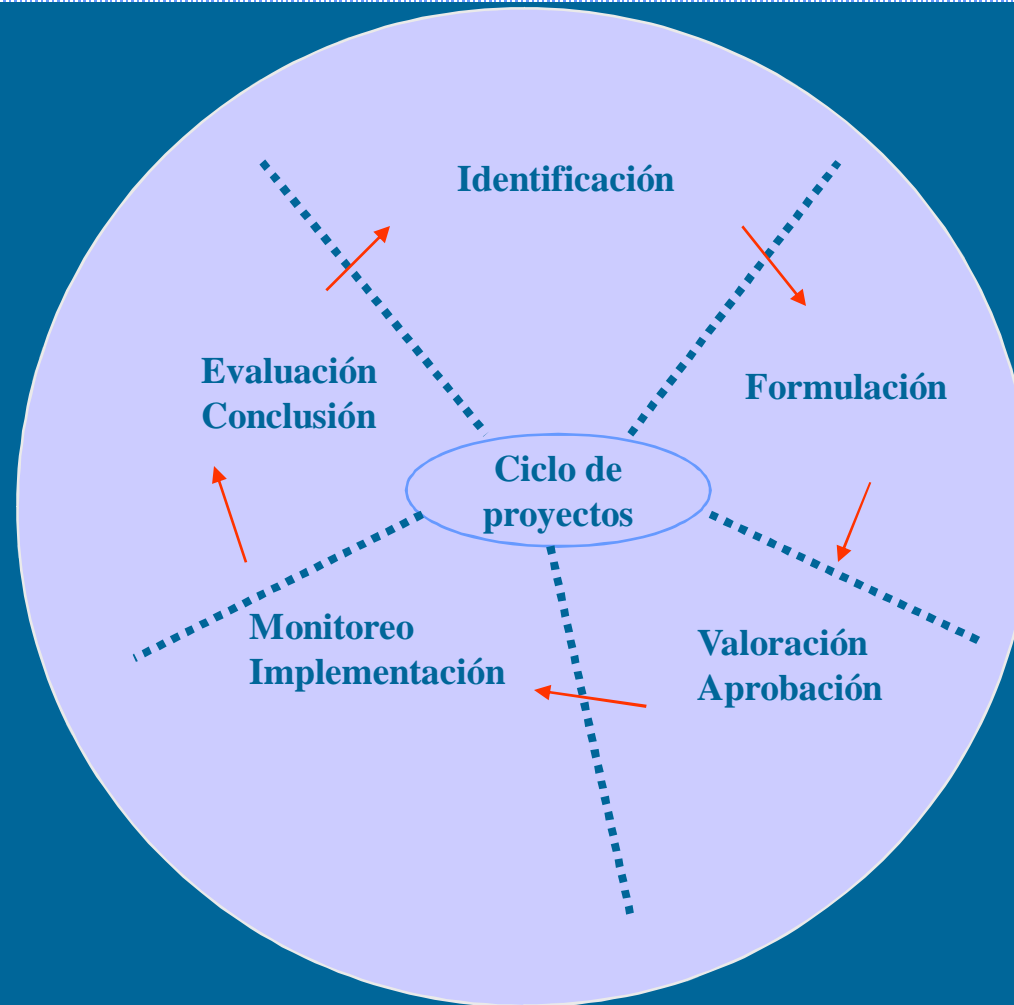 Identificación
Formulación
Valoración
Aprobación
Monitoreo
Implementación
Evaluación
Conclusión
Ciclo de
proyectos